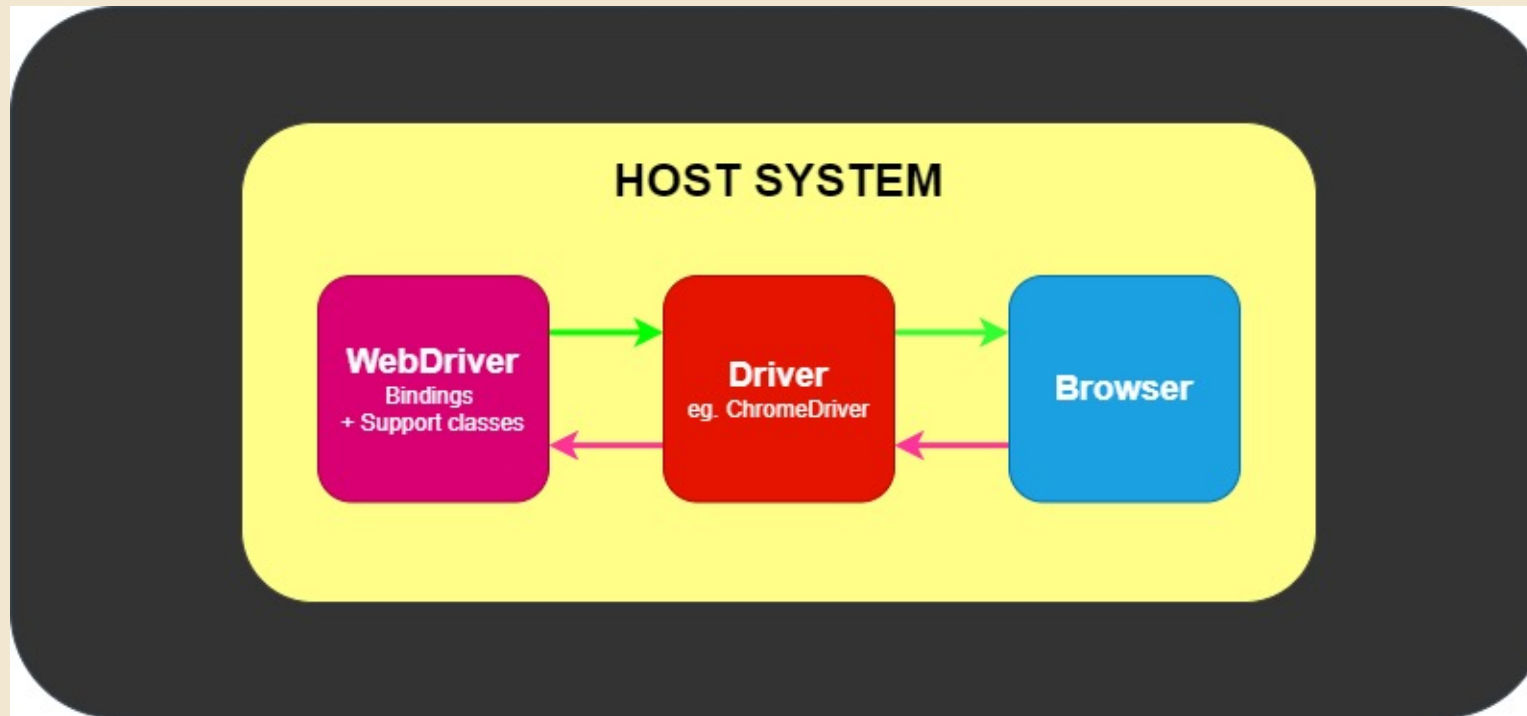 HOST SYSTEM
WebDriver
Bindings
+ Support classes
Driver
eg. ChromeDriver
Browser